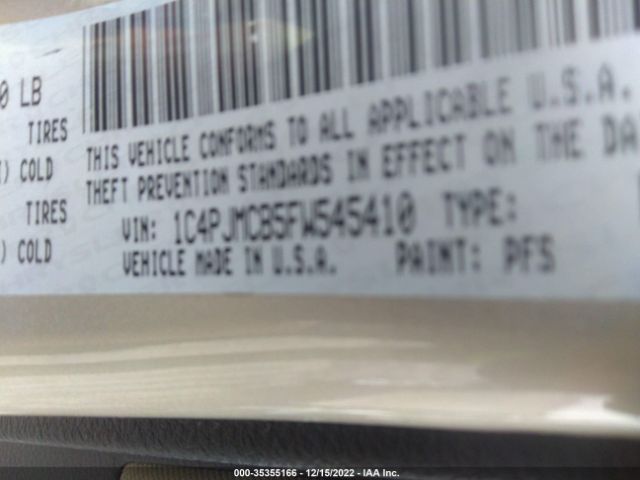 0 LB
TIRES
) COLD
TIRES
) COLD
THIS VEHICLE CONFORMS TO ALL APPLICABLE U.S.A.
THEFT PREVENTION STANDARDS IN EFFECT ON THE DA
VIN: 1C4PJMCB5FW545410 TYPE:
VEHICLE MADE IN U.S.A. PAINT: PFS
000-35355166 - 12/15/2022 - IAA Inc.